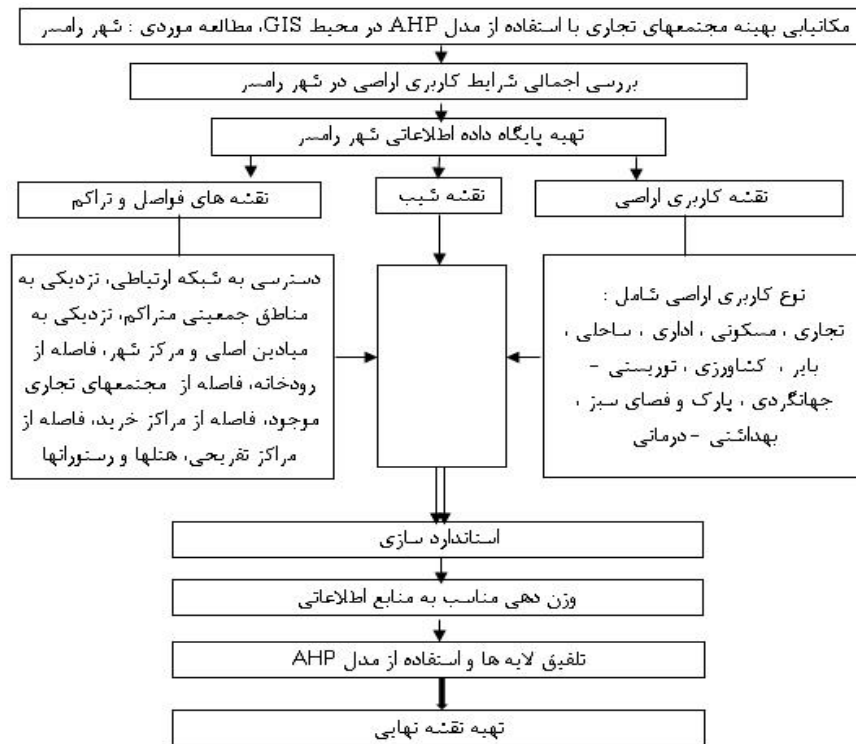 مکانیابی بهینه مجتمعهای تجاری با استفاده از مدل AHP در محیط GIS، مطالعه موردی : شهر رامسر
بررسی اجمالی شرایط کاربری اراضی در شهر رامسر
تهیه پایگاه داده اطلاعاتی شهر رامسر
نقشه کاربری اراضی
نقشه شیب
نقشه های فواصل و تراکم
نوع کاربری اراضی شامل :
تجاری ، مسکونی ، اداری ، ساحلی ،
بایر ، کشاورزی ، توریستی –
جهانگردی ، پارک و فضای سبز ،
بهداشتی –درمانی
دسترسی به شبکه ارتباطی، نزدیکی به
مناطق جمعیتی متراکم، نزدیکی به
میادین اصلی و مرکز شهر، فاصله از
رودخانه، فاصله از مجتمعهای تجاری
موجود، فاصله از مراکز خرید، فاصله از
مراکز تفریحی، هتلها و رستورانها
استاندارد سازی
وزن دهی مناسب به منابع اطلاعاتی
تلفیق لایه ها و استفاده از مدل AHP
تهیه نقشه نهایی